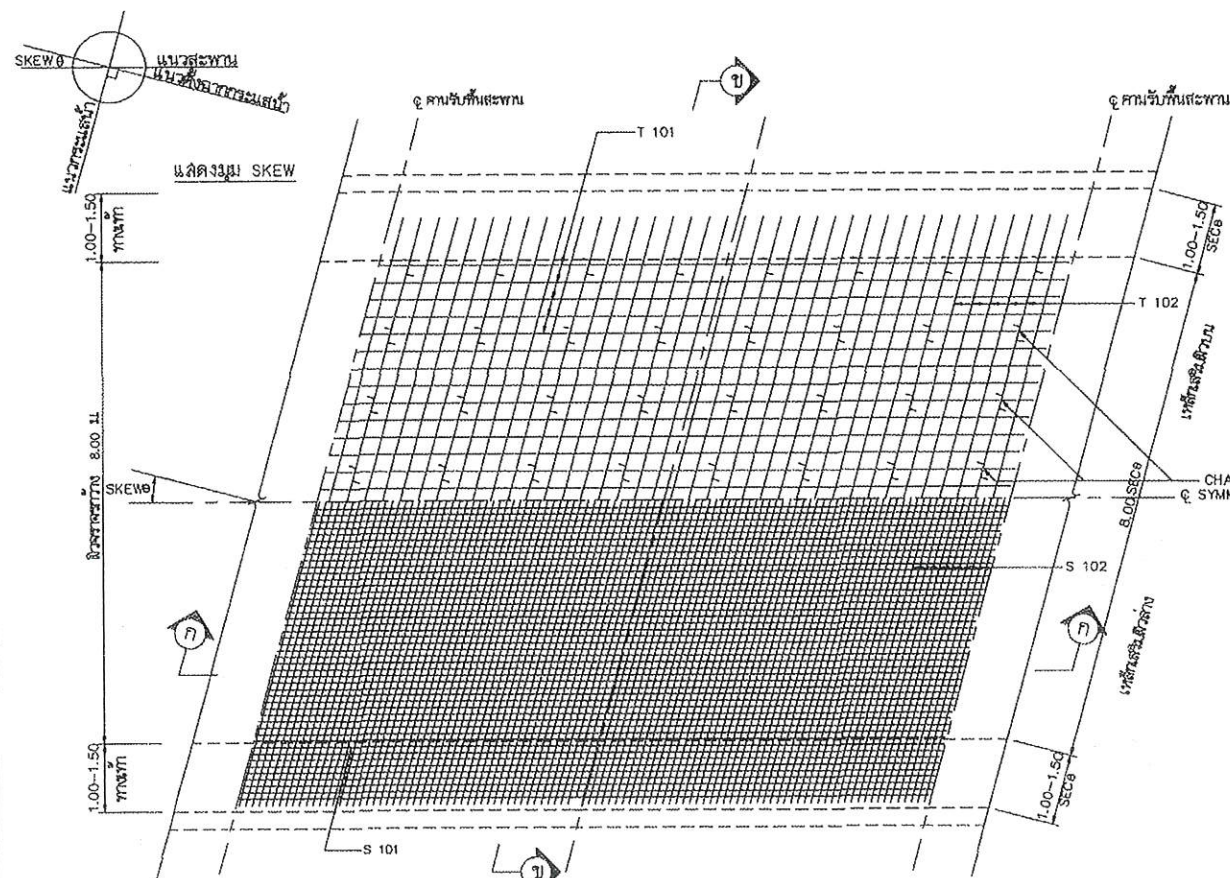 SKEW θ
แนวสะพาน
แนวตั้งฉากกระแสน้ำ
แนวกระแสน้ำ
แสดงมุม SKEW
℄ คานรับพื้นสะพาน
ข
℄ คานรับพื้นสะพาน
T 101
1.00-1.50
ทางเท้า
1.00-1.50
SECθ
T 102
เหล็กเสริมผิวบน
ผิวจราจรกว้าง 8.00 ม.
SKEWθ
CHA
℄ SYMM
8.00 SECθ
S 102
ก
ก
เหล็กเสริมผิวล่าง
1.00-1.50
ทางเท้า
1.00-1.50
SECθ
S 101
ข